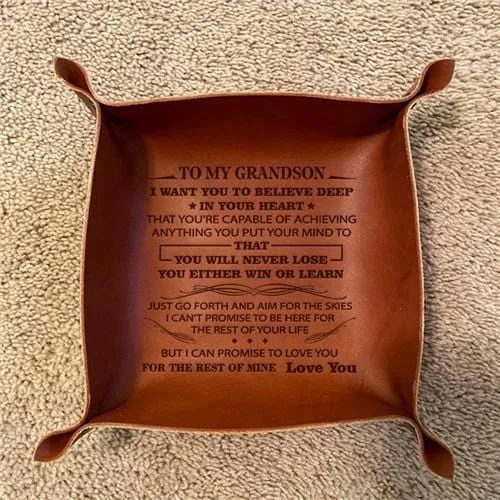 TO MY GRANDSON
I WANT YOU TO BELIEVE DEEP
★ IN YOUR HEART ★
THAT YOU'RE CAPABLE OF ACHIEVING
ANYTHING YOU PUT YOUR MIND TO
THAT
YOU WILL NEVER LOSE
YOU EITHER WIN OR LEARN
JUST GO FORTH AND AIM FOR THE SKIES
I CAN'T PROMISE TO BE HERE FOR
THE REST OF YOUR LIFE
BUT I CAN PROMISE TO LOVE YOU
FOR THE REST OF MINE Love You